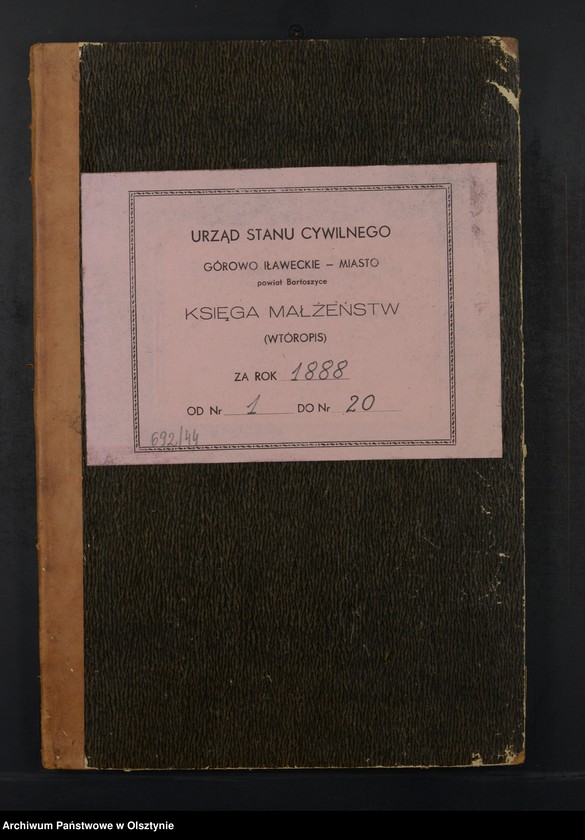 URZĄD STANU CYWILNEGO
GÓROWO IŁAWECKIE – MIASTO
powiat Bartoszyce
KSIĘGA MAŁŻEŃSTW
(WTÓROPIS)
ZA ROK 1888
OD Nr 1 DO Nr 20
692/44
Archiwum Państwowe w Olsztynie